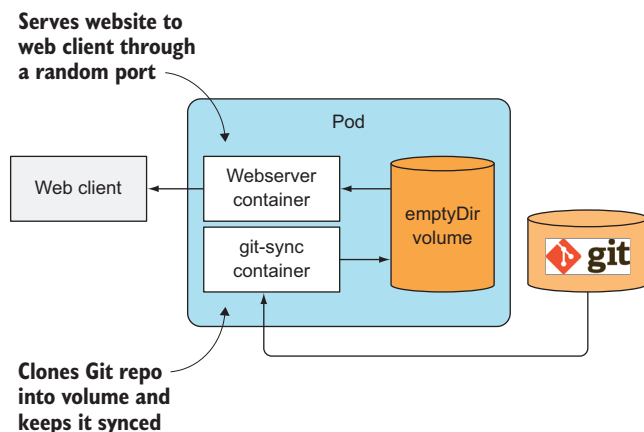 Serves website to
web client through
a random port
Pod
Web client
Webserver
container
emptyDir
volume
git-sync
container
git
Clones Git repo
into volume and
keeps it synced